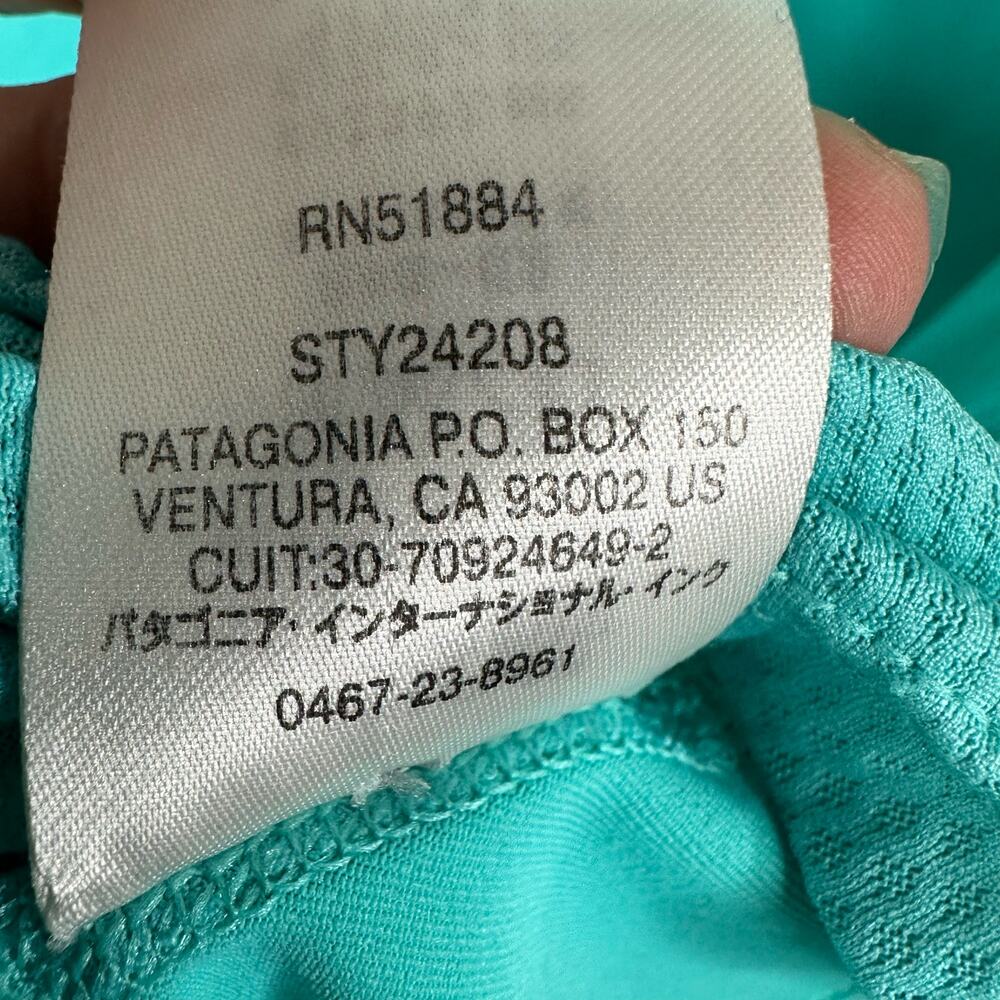 RN51884
STY24208
PATAGONIA P.O. BOX 150
VENTURA, CA 93002 US
CUIT:30-70924649-2
パタゴニア・インターナショナル・インク
0467-23-8961